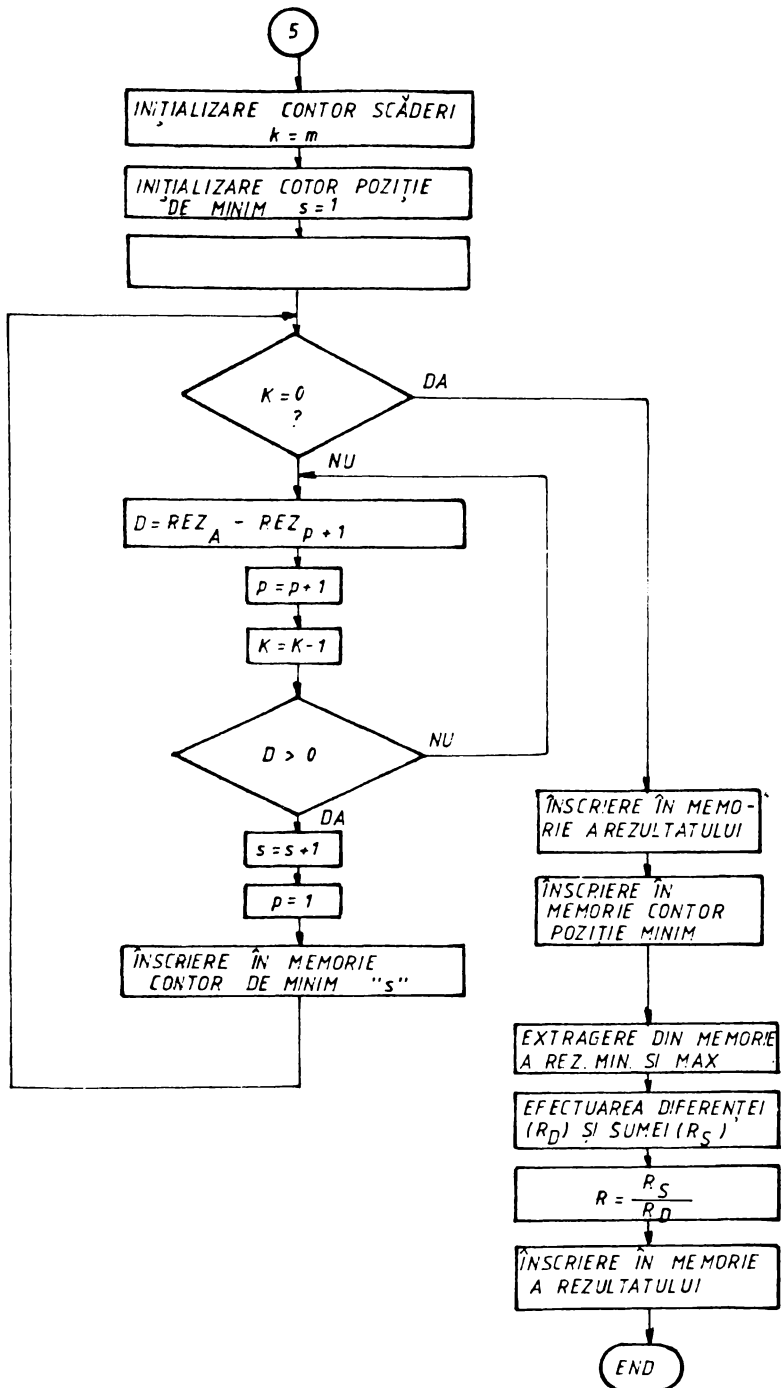 5
INIȚIALIZARE CONTOR SCĂDERI
k = m
INIȚIALIZARE COTOR POZIȚIE
DE MINIM s = 1
K = 0
?
DA
NU
D = REZ_A - REZ_p+1
p = p+1
K = K-1
D > 0
NU
DA
s = s+1
p = 1
ÎNSCRIERE ÎN MEMORIE
CONTOR DE MINIM "s"
ÎNSCRIERE ÎN MEMO-
RIE A REZULTATULUI
ÎNSCRIERE ÎN
MEMORIE CONTOR
POZIȚIE MINIM
EXTRAGERE DIN MEMORIE
A REZ. MIN. SI MAX
EFECTUAREA DIFERENȚEI
(R_D) ȘI SUMEI (R_S)
R = R_S / R_D
ÎNSCRIERE ÎN MEMORIE
A REZULTATULUI
END